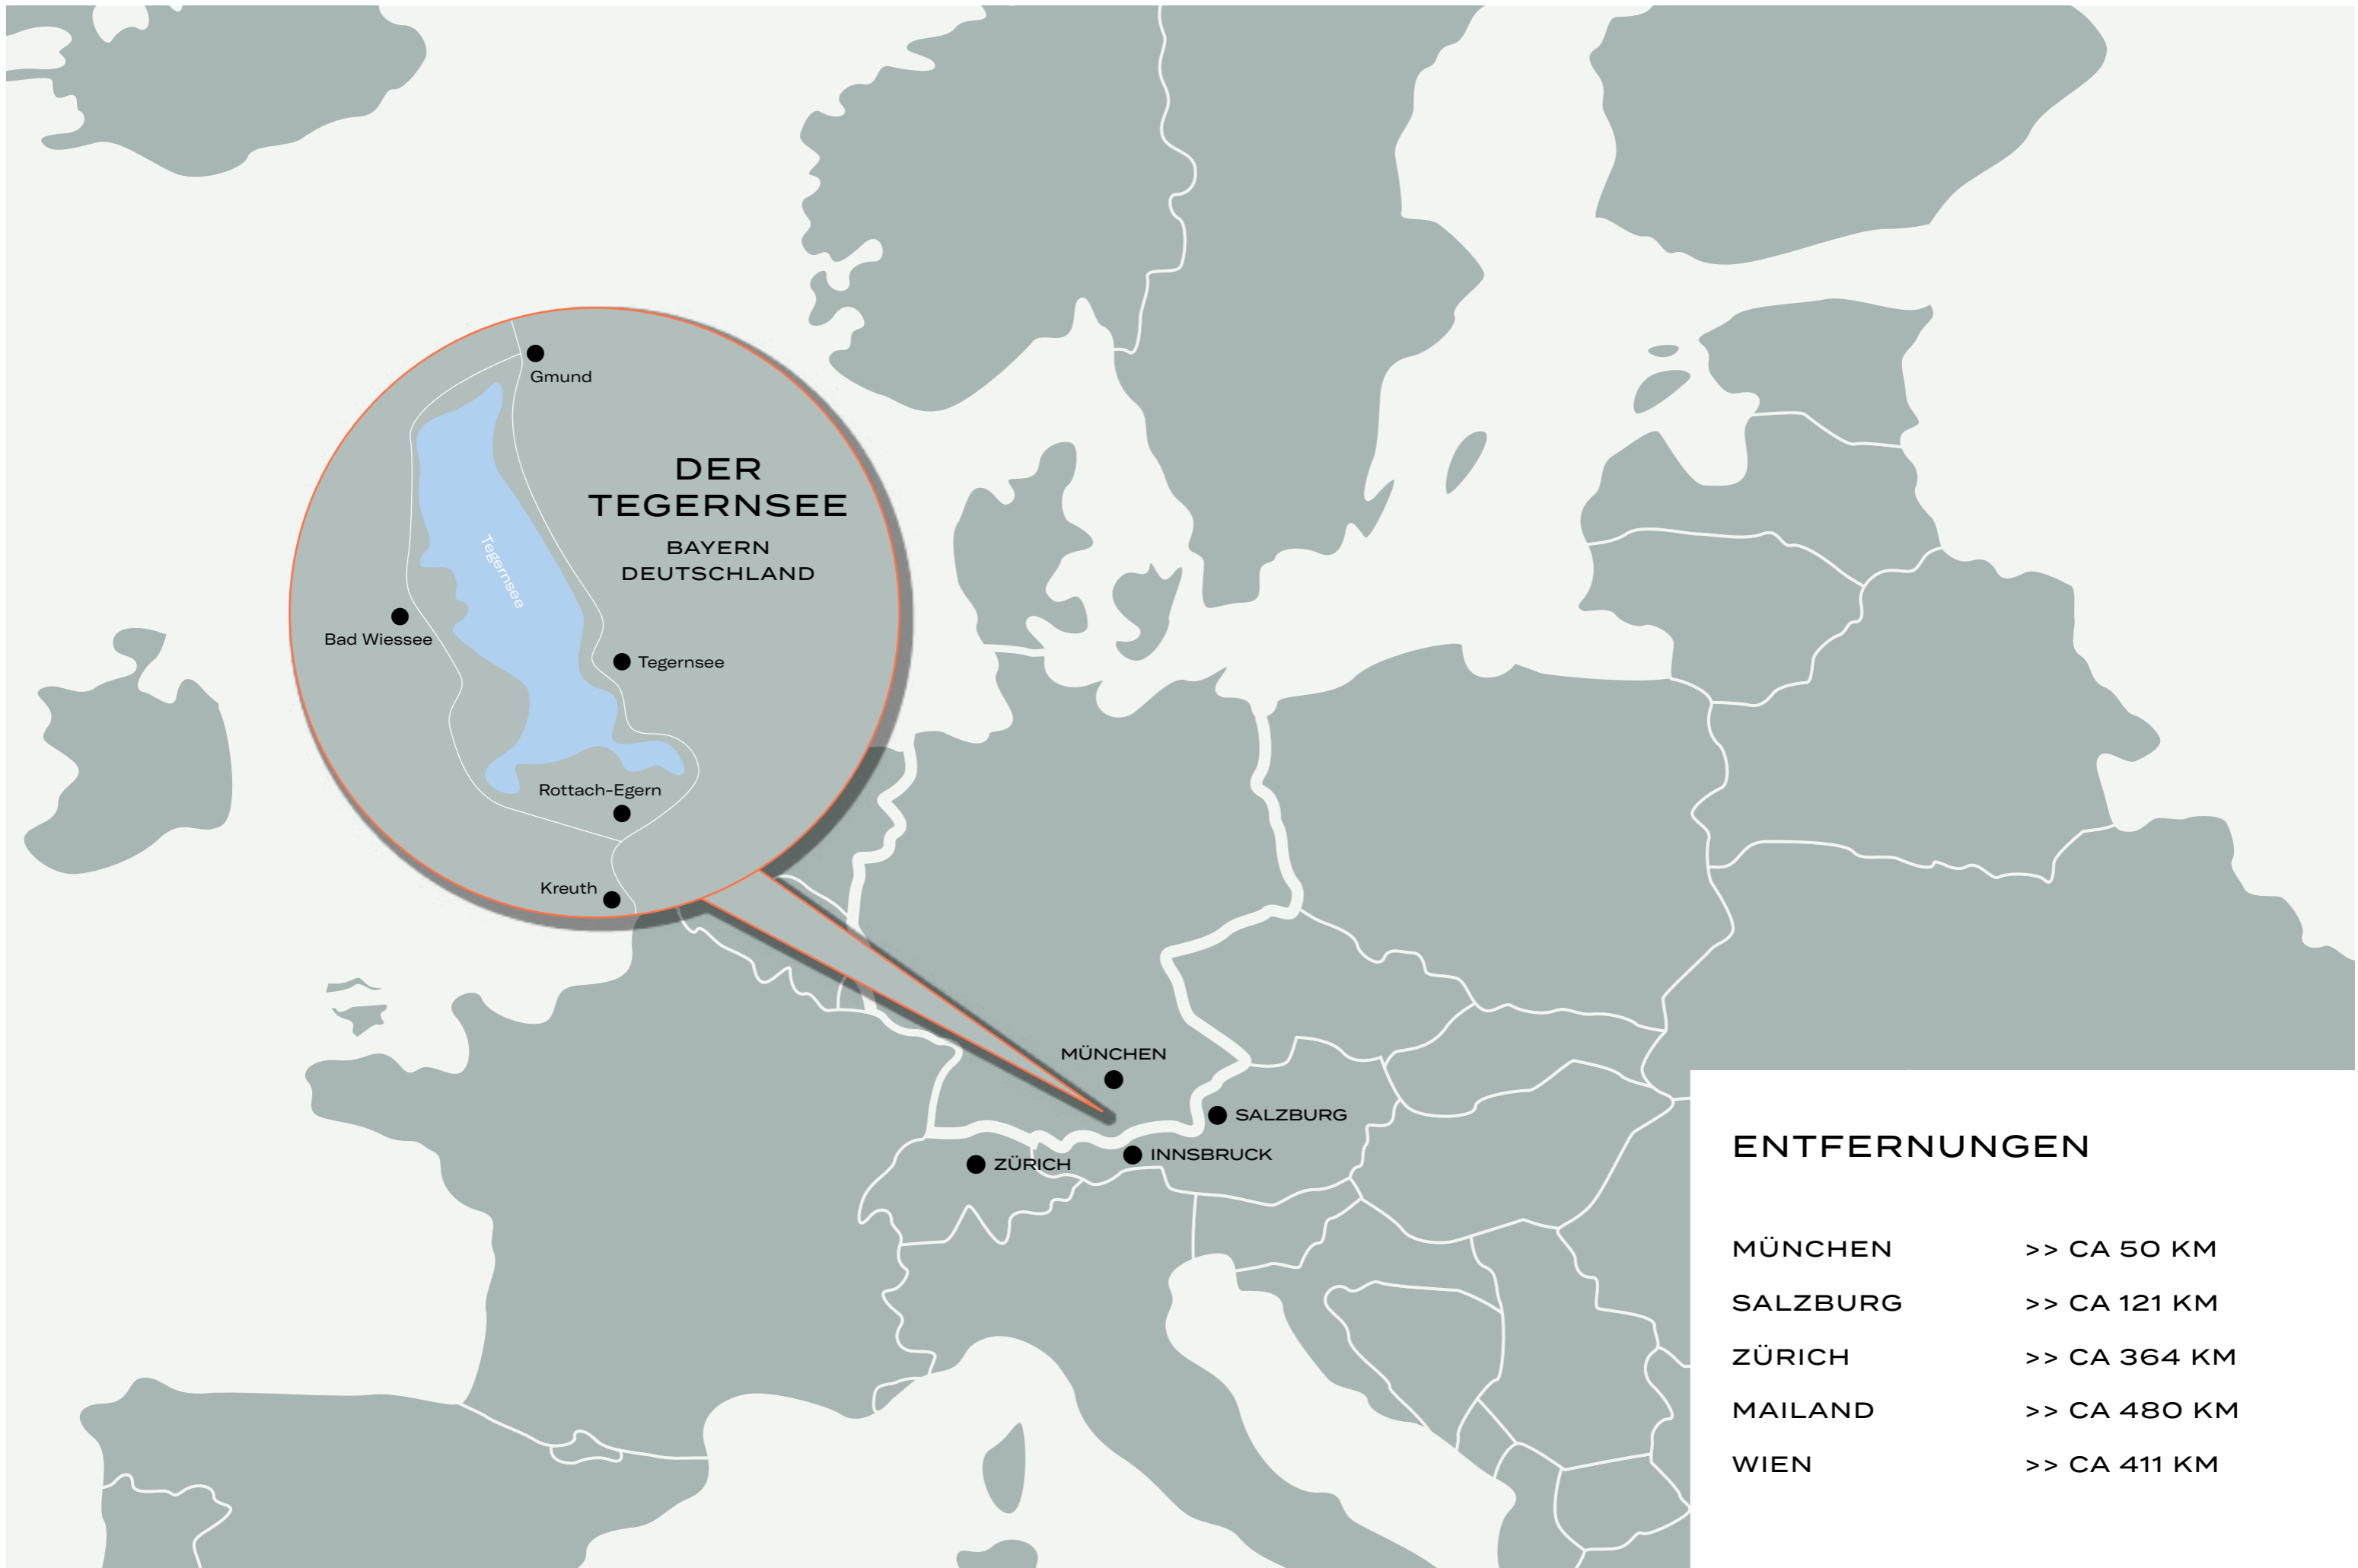 Gmund
DER
TEGERNSEE
BAYERN
DEUTSCHLAND
Tegernsee
Bad Wiessee
Tegernsee
Rottach-Egern
Kreuth
MÜNCHEN
SALZBURG
INNSBRUCK
ZÜRICH
ENTFERNUNGEN
MÜNCHEN >> CA 50 KM
SALZBURG >> CA 121 KM
ZÜRICH >> CA 364 KM
MAILAND >> CA 480 KM
WIEN >> CA 411 KM